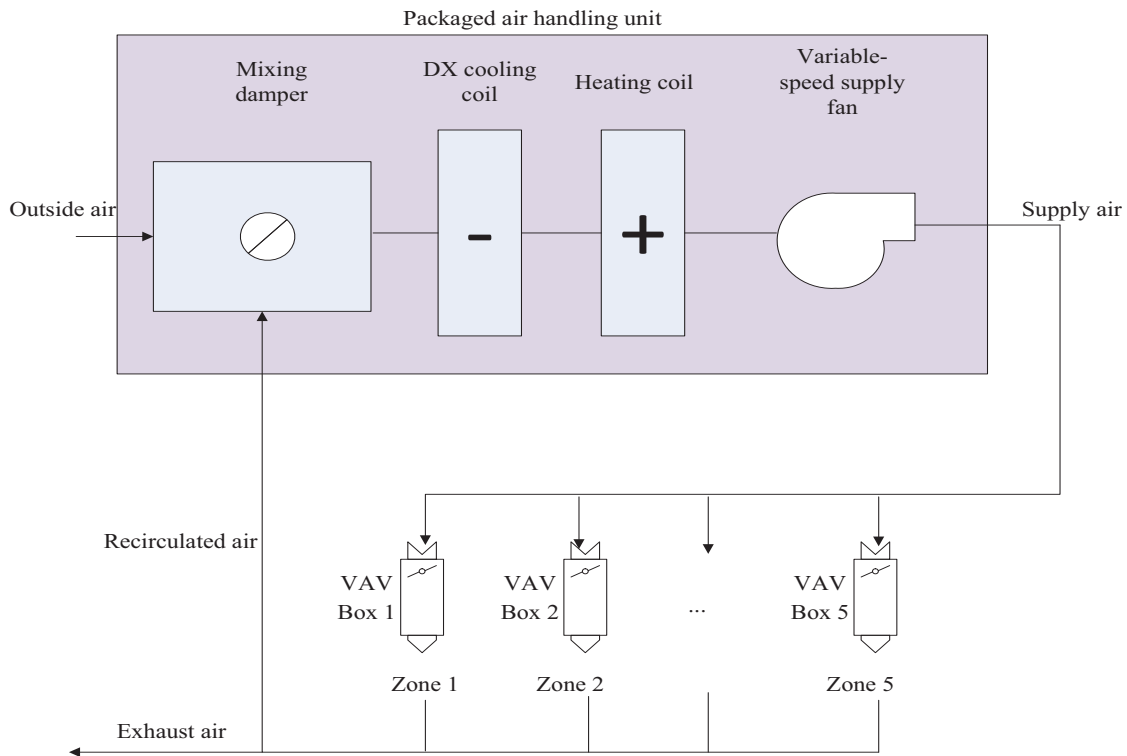 Packaged air handling unit
Mixing
damper
DX cooling
coil
Heating coil
Variable-
speed supply
fan
Outside air
-
+
Supply air
Recirculated air
VAV
Box 1
VAV
Box 2
...
VAV
Box 5
Zone 1
Zone 2
Zone 5
Exhaust air